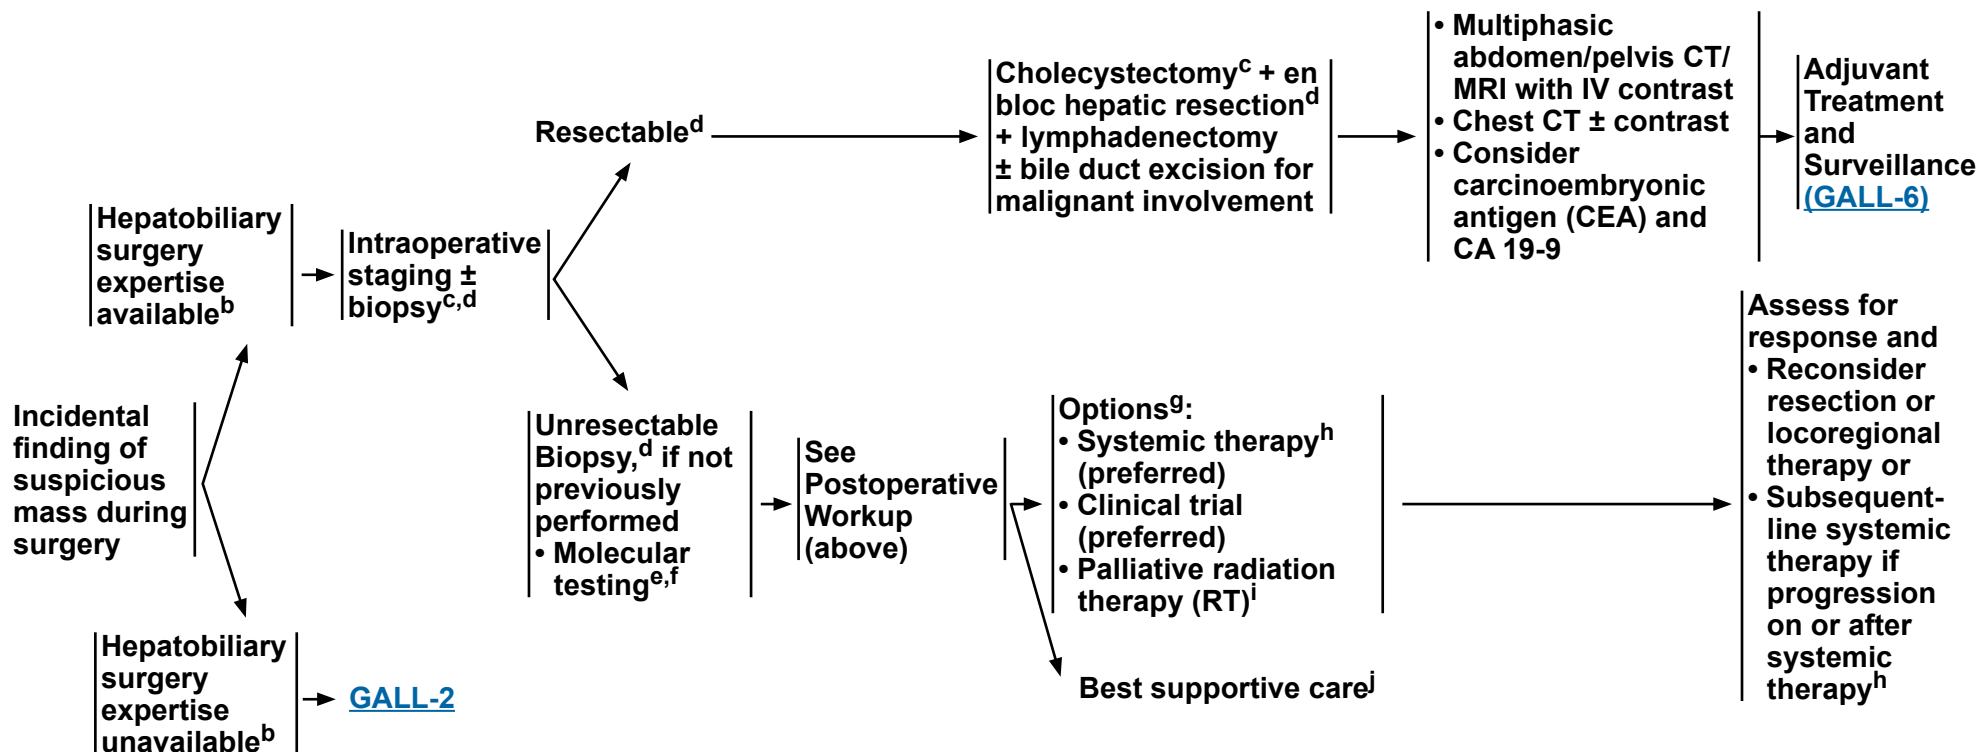 Incidental
finding of
suspicious
mass during
surgery
Hepatobiliary
surgery
expertise
availableᵇ
Intraoperative
staging ±
biopsyᶜ,ᵈ
Resectableᵈ
Cholecystectomyᶜ + en
bloc hepatic resectionᵈ
+ lymphadenectomy
± bile duct excision for
malignant involvement
• Multiphasic
abdomen/pelvis CT/
MRI with IV contrast
• Chest CT ± contrast
• Consider
carcinoembryonic
antigen (CEA) and
CA 19-9
Adjuvant
Treatment
and
Surveillance
(GALL-6)
Unresectable
Biopsy,ᵈ if not
previously
performed
• Molecular
testingᵉ,ᶠ
See
Postoperative
Workup
(above)
Optionsᵍ:
• Systemic therapyʰ
(preferred)
• Clinical trial
(preferred)
• Palliative radiation
therapy (RT)ⁱ
Best supportive careʲ
Assess for
response and
• Reconsider
resection or
locoregional
therapy or
• Subsequent-
line systemic
therapy if
progression
on or after
systemic
therapyʰ
Hepatobiliary
surgery
expertise
unavailableᵇ
GALL-2